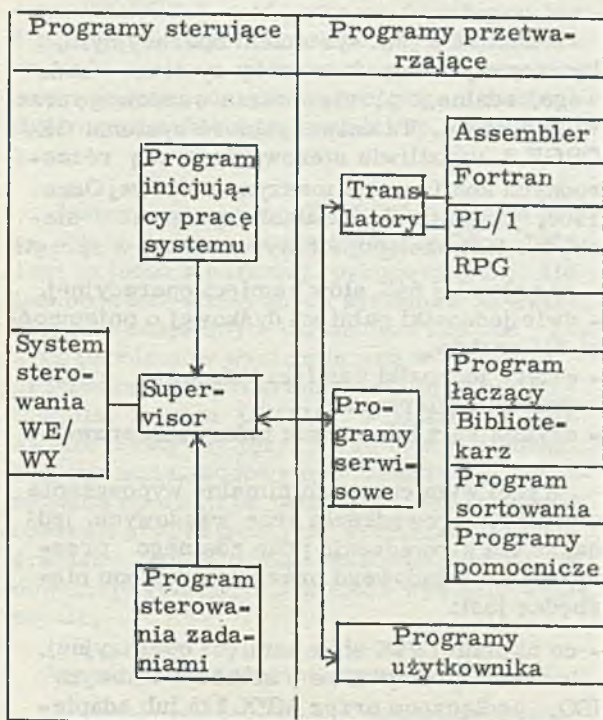 Programy sterujące
Programy przetwa-
rzające
Program
inicjują-
cy pracę
systemu
System
stero-
wania
WE/
WY
Super-
visor
Program
sterowa-
nia zada-
niami
Trans
latory
Assembler
Fortran
PL/1
RPG
Pro-
gramy
serwi-
sowe
Program
łączący
Bibliote-
karz
Program
sortowania
Programy
pomocnicze
Programy
użytkownika